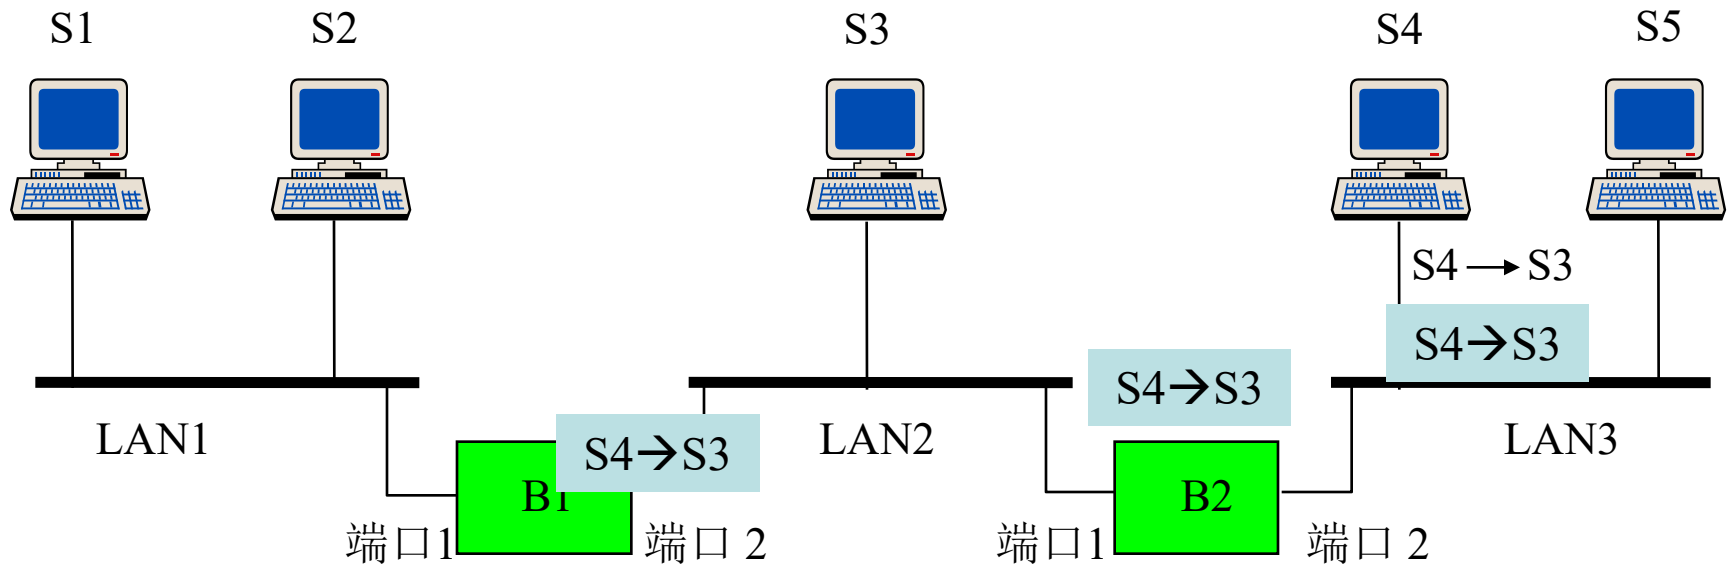 S1
S2
S3
S4
S5
S4 → S3
S4→S3
S4→S3
S4→S3
LAN1
LAN2
LAN3
B1
B2
端口1
端口 2
端口1
端口 2